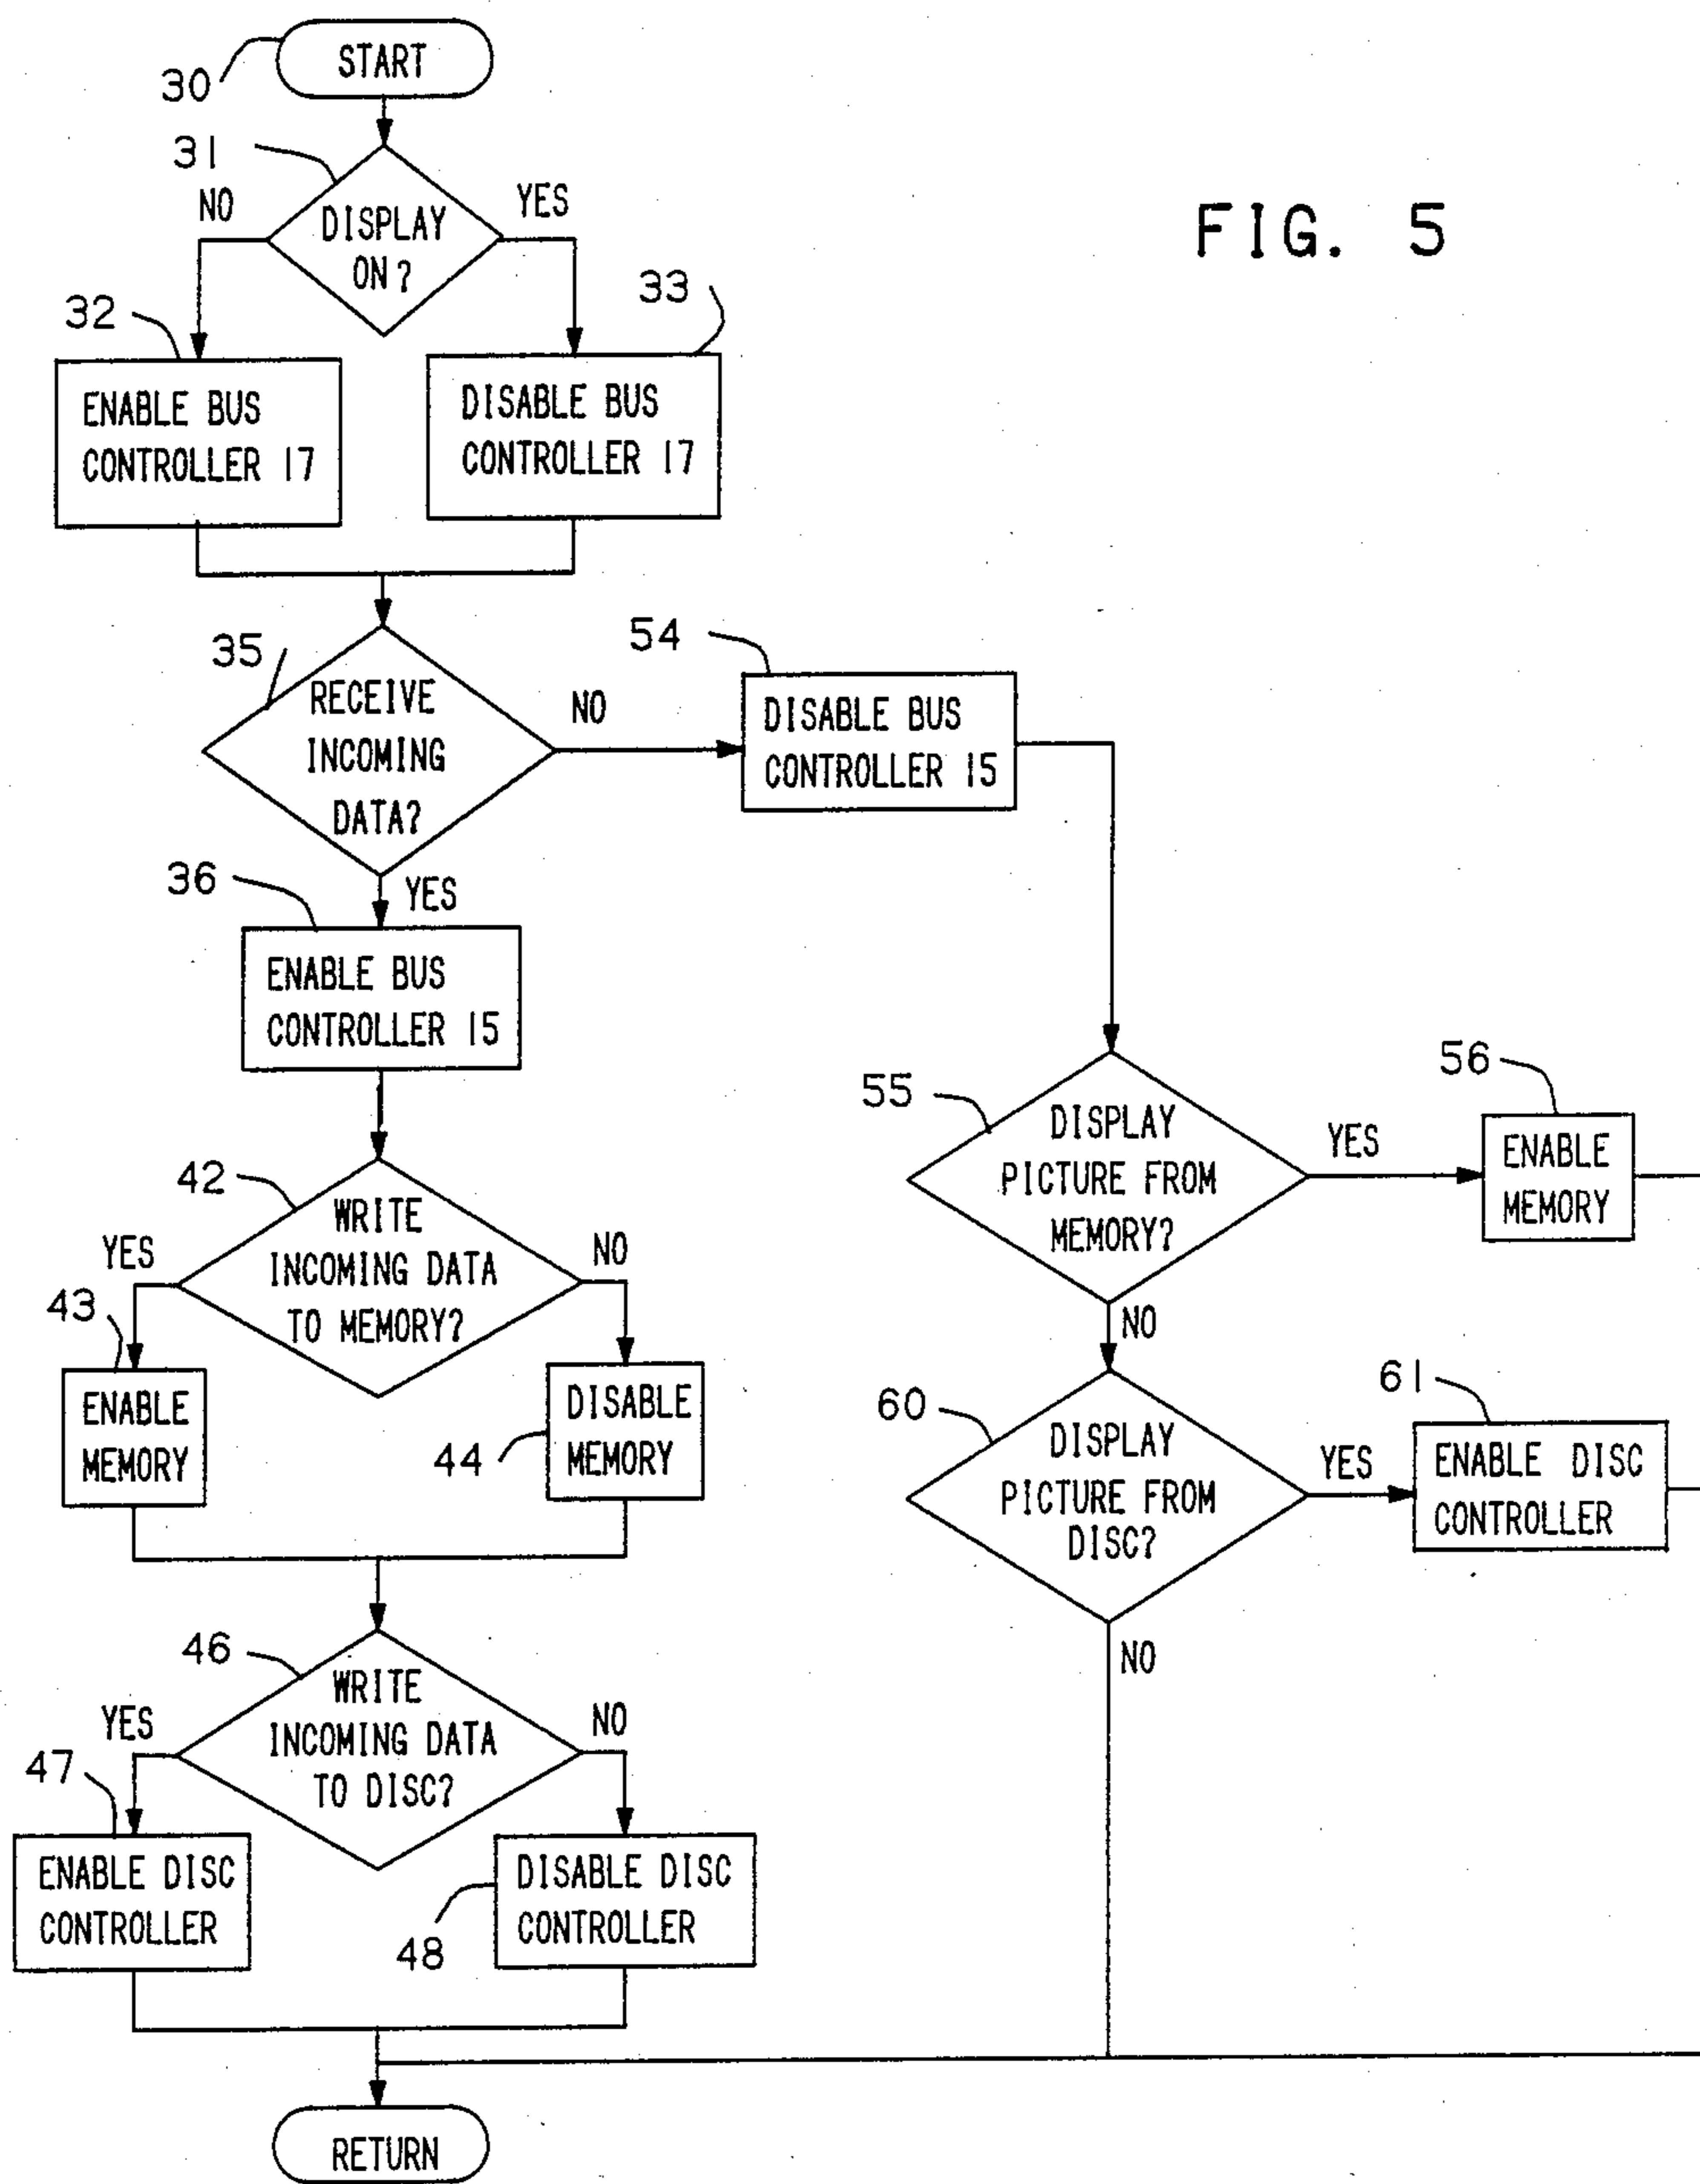 START
30
31
NO
YES
DISPLAY
ON?
FIG. 5
32
33
ENABLE BUS
CONTROLLER 17
DISABLE BUS
CONTROLLER 17
35
RECEIVE
INCOMING
DATA?
NO
54
DISABLE BUS
CONTROLLER 15
36
YES
ENABLE BUS
CONTROLLER 15
42
WRITE
INCOMING DATA
TO MEMORY?
YES
NO
43
ENABLE
MEMORY
44
DISABLE
MEMORY
55
DISPLAY
PICTURE FROM
MEMORY?
YES
56
ENABLE
MEMORY
NO
60
DISPLAY
PICTURE FROM
DISC?
YES
61
ENABLE DISC
CONTROLLER
NO
46
WRITE
INCOMING DATA
TO DISC?
YES
NO
47
ENABLE DISC
CONTROLLER
48
DISABLE DISC
CONTROLLER
RETURN